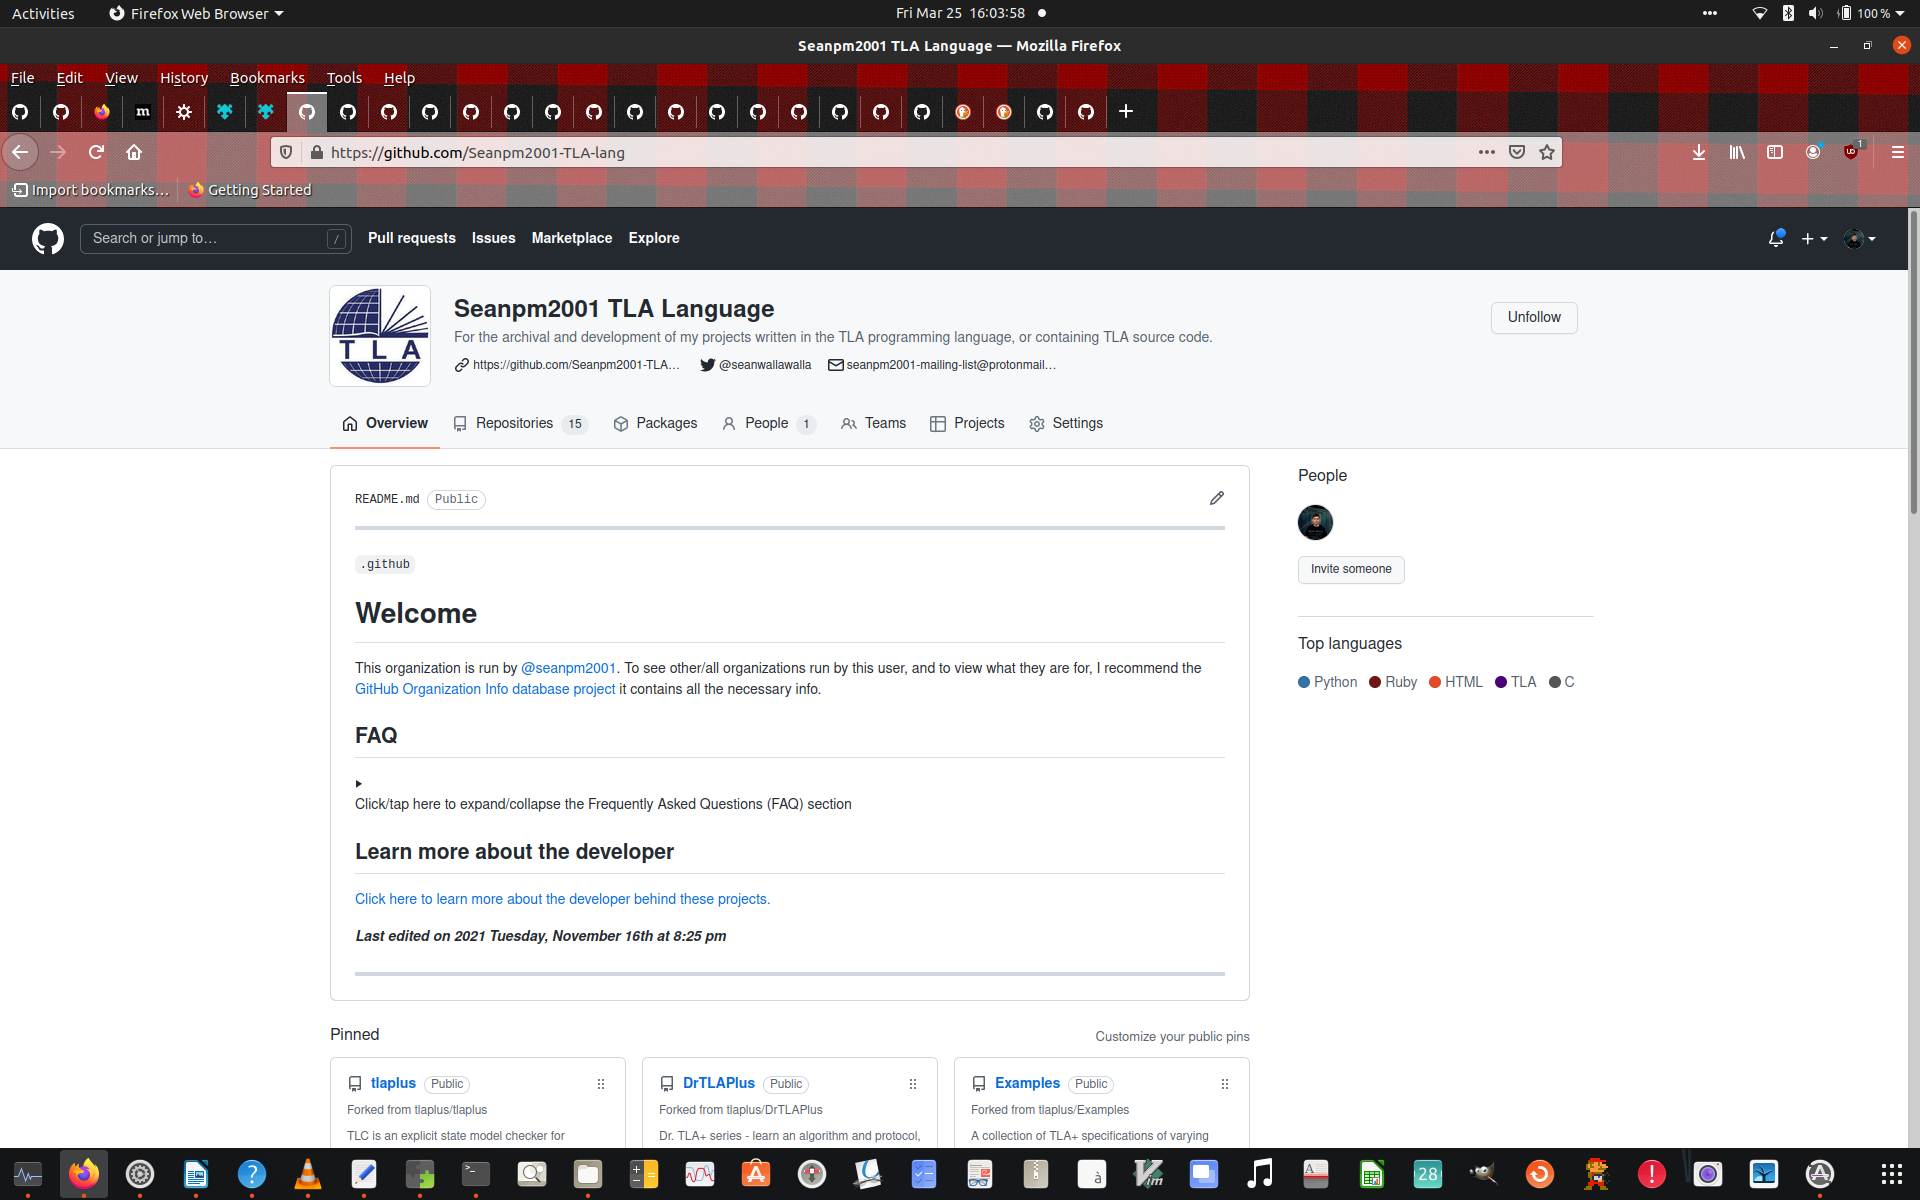 Activities Firefox Web Browser Fri Mar 25 16:03:58 100 %
Seanpm2001 TLA Language — Mozilla Firefox
File Edit View History Bookmarks Tools Help
m
https://github.com/Seanpm2001-TLA-lang 1
Import bookmarks… Getting Started
Search or jump to… / Pull requests Issues Marketplace Explore
T L A
Seanpm2001 TLA Language
Unfollow
For the archival and development of my projects written in the TLA programming language, or containing TLA source code.
https://github.com/Seanpm2001-TLA… @seanwallawalla seanpm2001-mailing-list@protonmail…
Overview Repositories 15 Packages People 1 Teams Projects Settings
README.md Public
.github
Welcome
This organization is run by @seanpm2001. To see other/all organizations run by this user, and to view what they are for, I recommend the
GitHub Organization Info database project it contains all the necessary info.
FAQ
Click/tap here to expand/collapse the Frequently Asked Questions (FAQ) section
Learn more about the developer
Click here to learn more about the developer behind these projects.
Last edited on 2021 Tuesday, November 16th at 8:25 pm
People
Invite someone
Top languages
Python Ruby HTML TLA C
Pinned Customize your public pins
tlaplus Public
Forked from tlaplus/tlaplus
TLC is an explicit state model checker for
DrTLAPlus Public
Forked from tlaplus/DrTLAPlus
Dr. TLA+ series - learn an algorithm and protocol,
Examples Public
Forked from tlaplus/Examples
A collection of TLA+ specifications of varying
28